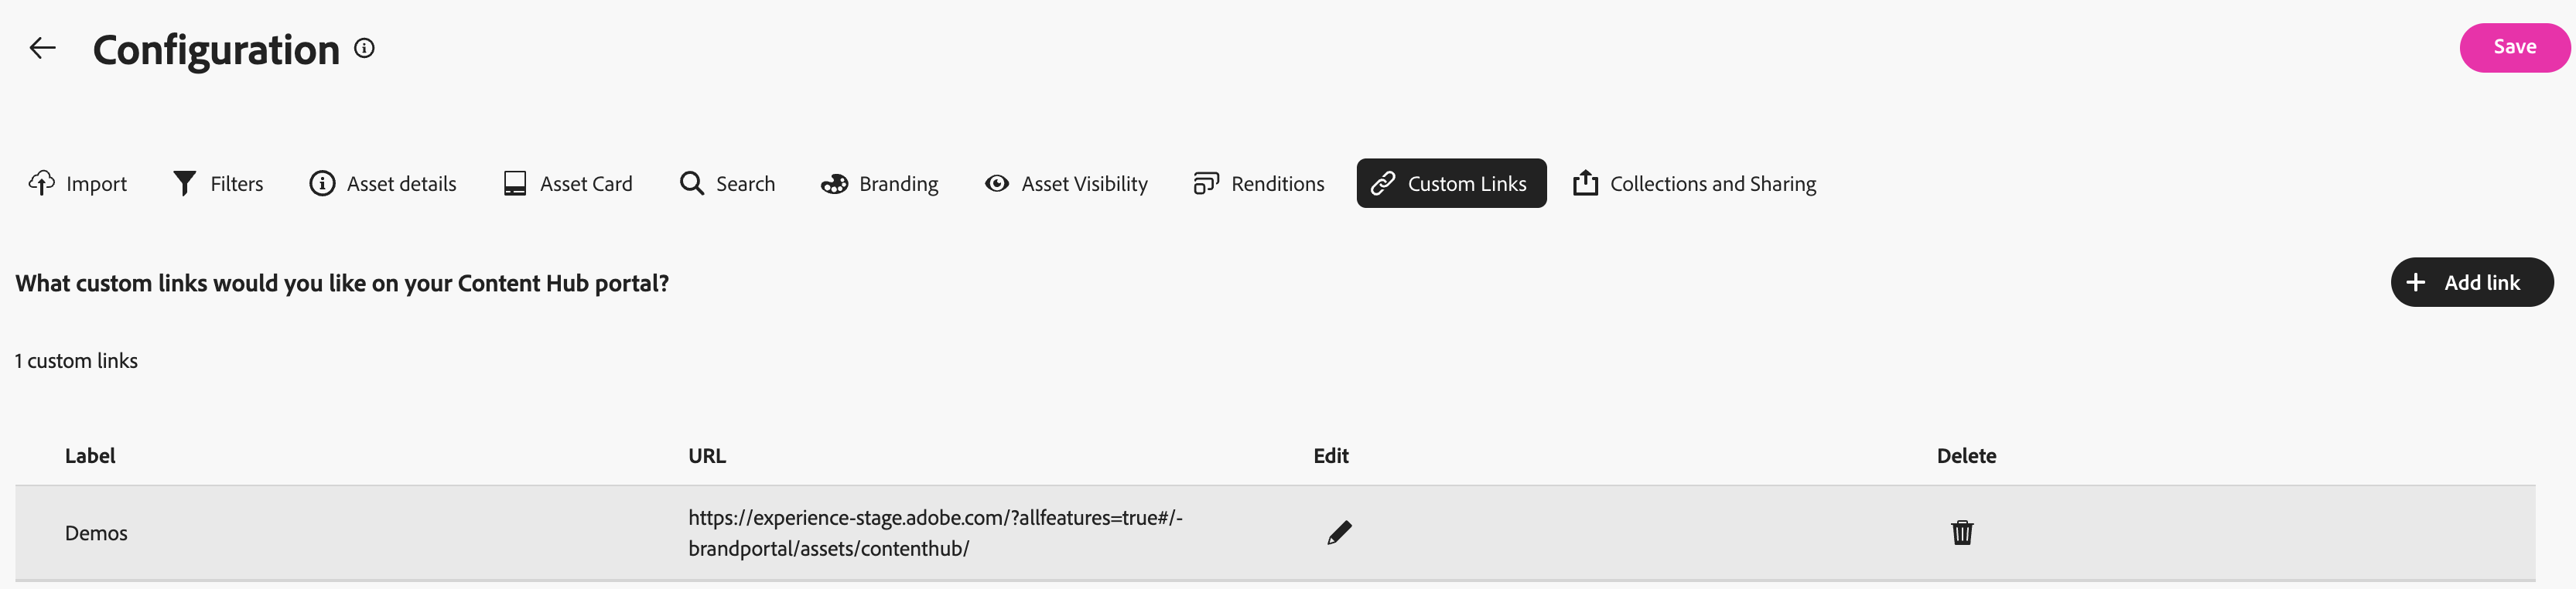 Configuration
Save
Import Filters Asset details Asset Card Search Branding Asset Visibility Renditions Custom Links Collections and Sharing
What custom links would you like on your Content Hub portal?
Add link
1 custom links
Label URL Edit Delete
Demos
https://experience-stage.adobe.com/?allfeatures=true#/-
brandportal/assets/contenthub/